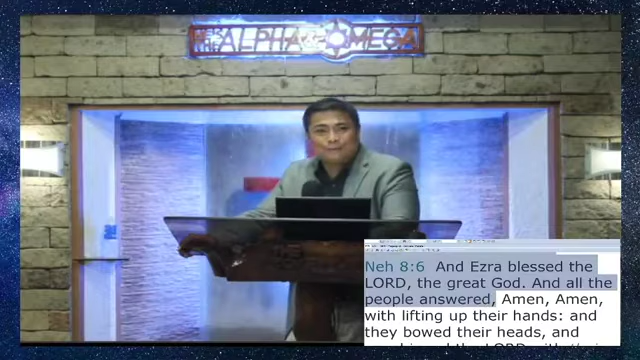 ALPHA & OMEGA
Neh 8:6 And Ezra blessed the
LORD, the great God. And all the
people answered, Amen, Amen,
with lifting up their hands: and
they bowed their heads, and